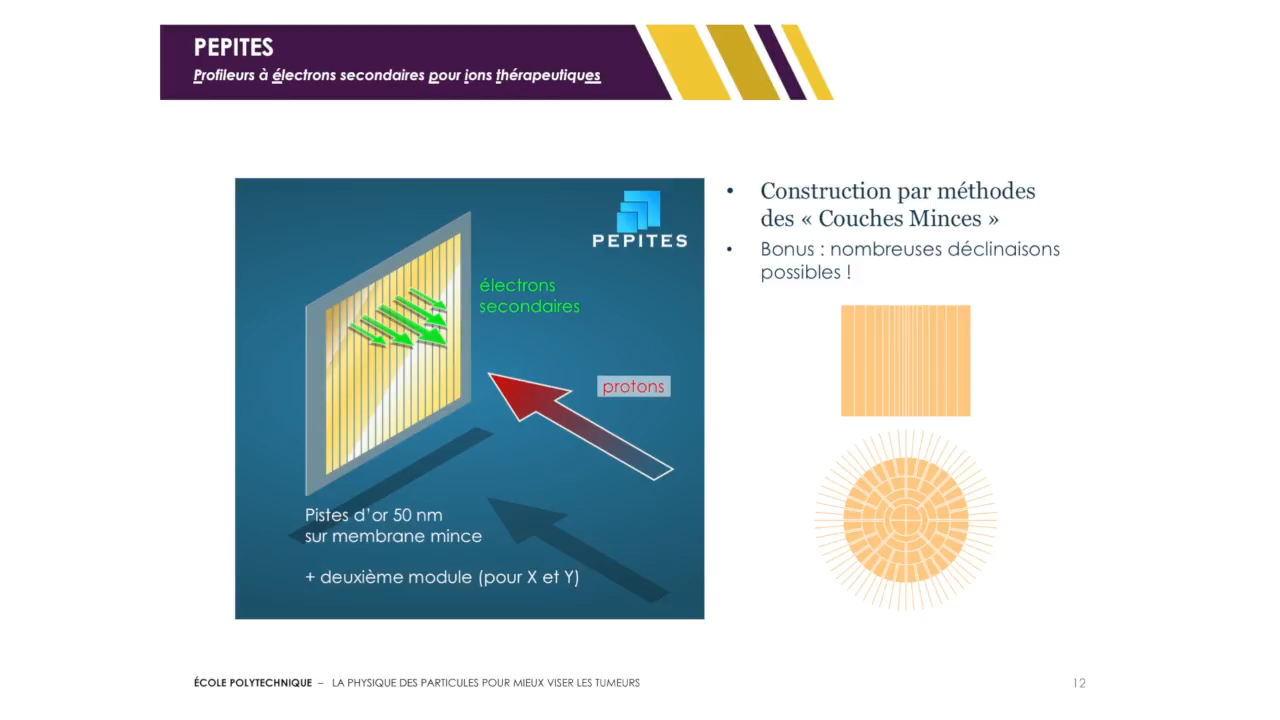 PEPITES
Profileurs à électrons secondaires pour ions thérapeutiques
PEPITES
électrons
secondaires
protons
Pistes d’or 50 nm
sur membrane mince
+ deuxième module (pour X et Y)
• Construction par méthodes
des « Couches Minces »
• Bonus : nombreuses déclinaisons
possibles !
ÉCOLE POLYTECHNIQUE – LA PHYSIQUE DES PARTICULES POUR MIEUX VISER LES TUMEURS
12